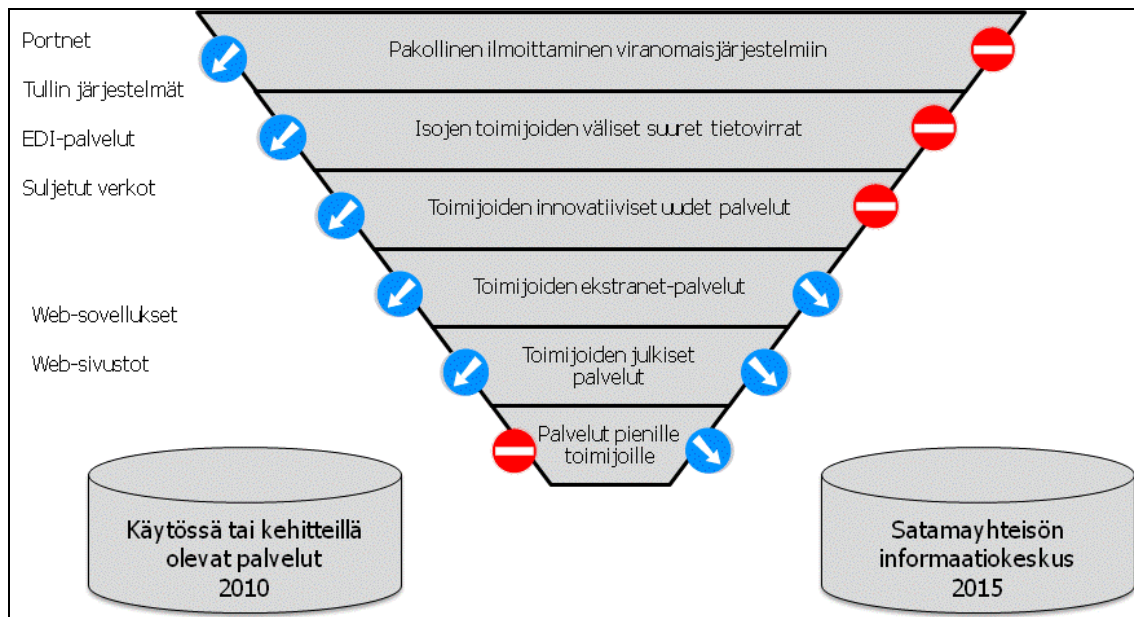 Portnet
Tullin järjestelmät
EDI-palvelut
Suljetut verkot
Web-sovellukset
Web-sivustot
Pakollinen ilmoittaminen viranomaisjärjestelmiin
Isojen toimijoiden väliset suuret tietovirrat
Toimijoiden innovatiiviset uudet palvelut
Toimijoiden ekstranet-palvelut
Toimijoiden julkiset
palvelut
Palvelut pienille
toimijoille
Käytössä tai kehitteillä
olevat palvelut
2010
Satamayhteisön
informaatiokeskus
2015